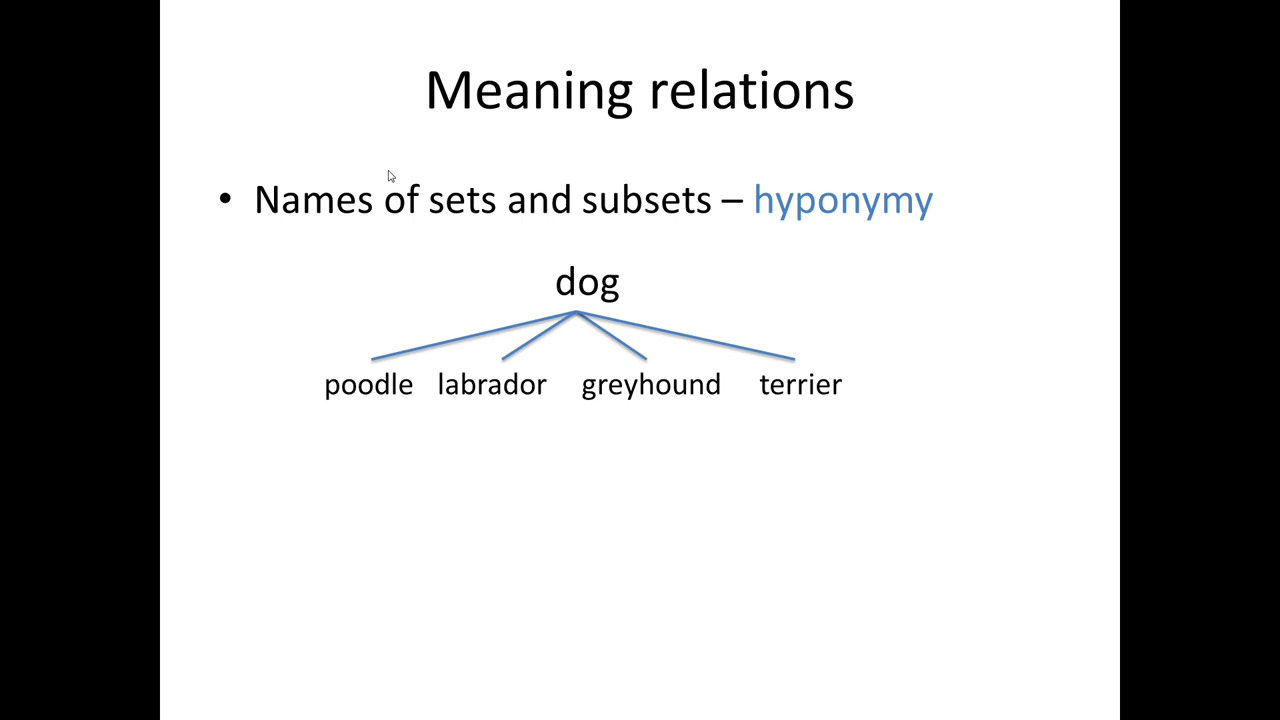 Meaning relations
• Names of sets and subsets – hyponymy
dog
poodle labrador greyhound terrier